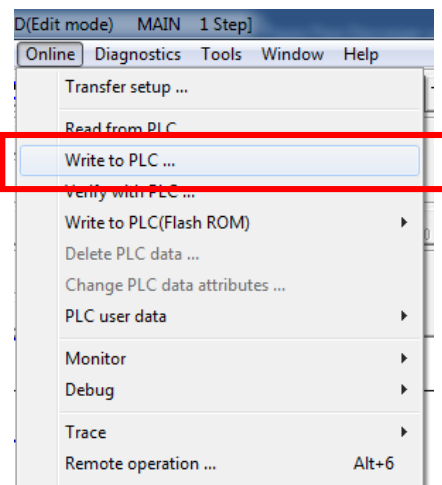 D(Edit mode) MAIN 1 Step]
Online Diagnostics Tools Window Help
Transfer setup ...
Read from PLC
Write to PLC ...
Verify with PLC ...
Write to PLC(Flash ROM)
Delete PLC data ...
Change PLC data attributes ...
PLC user data
Monitor
Debug
Trace
Remote operation ... Alt+6